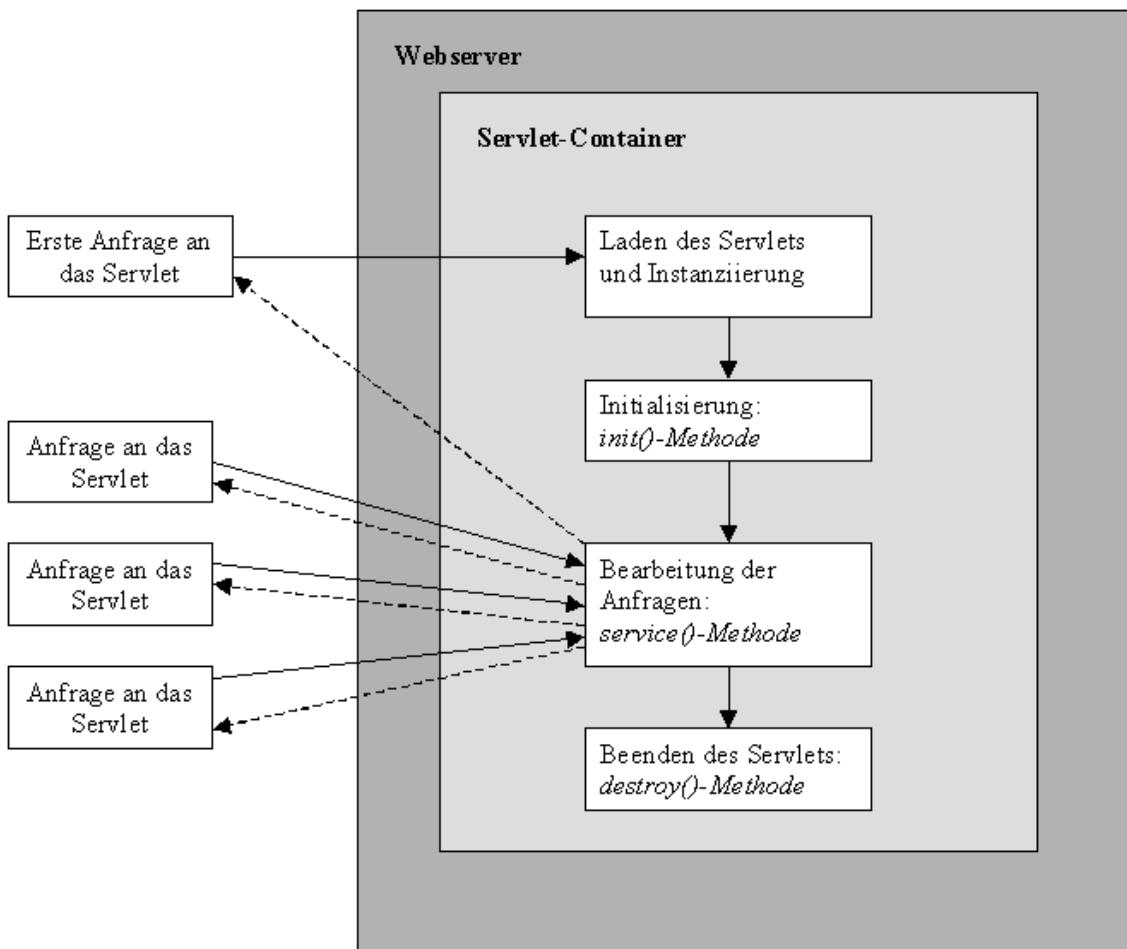 Webserver
Servlet-Container
Erste Anfrage an
das Servlet
Laden des Servlets
und Instanziierung
Initialisierung:
init()-Methode
Anfrage an das
Servlet
Anfrage an das
Servlet
Bearbeitung der
Anfragen:
service()-Methode
Anfrage an das
Servlet
Beenden des Servlets:
destroy()-Methode